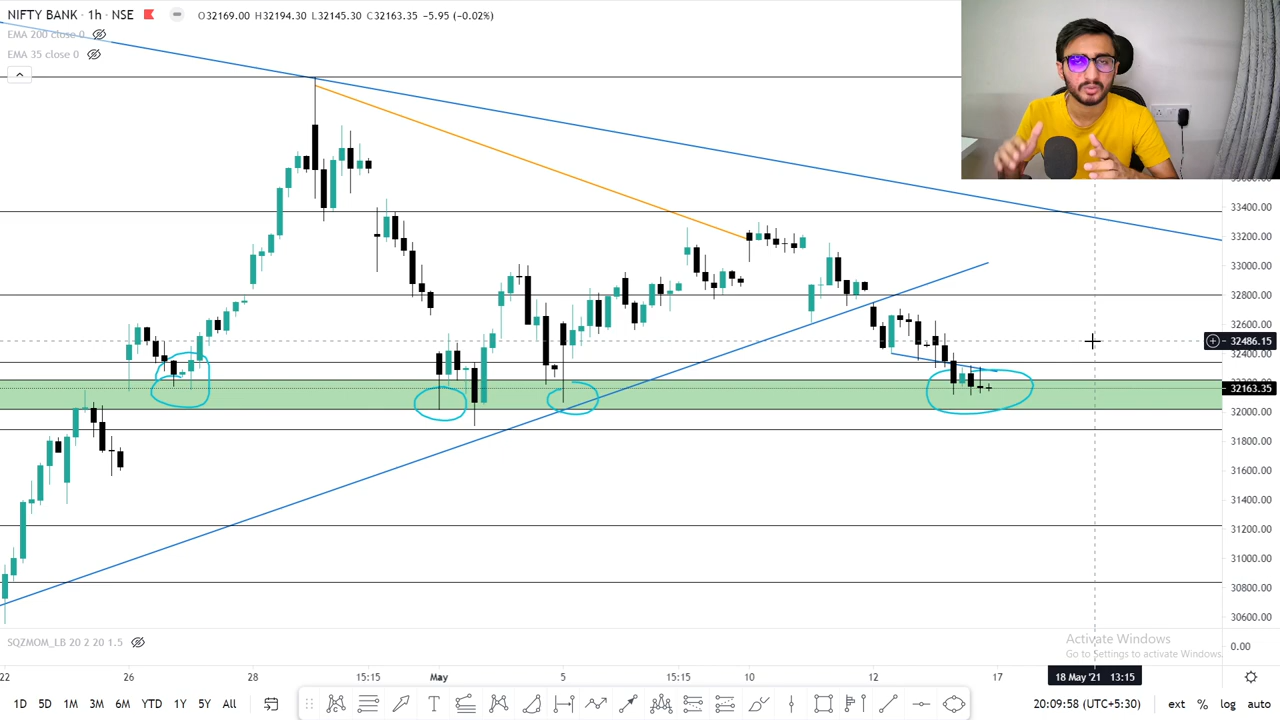 NIFTY BANK · 1h · NSE O32169.00 H32194.30 L32145.30 C32163.35 -5.95 (-0.02%)
EMA 200 close 0
EMA 35 close 0
33400.00
33200.00
33000.00
32800.00
32600.00
32486.15
32400.00
32163.35
32000.00
31800.00
31600.00
31400.00
31200.00
31000.00
30800.00
30600.00
SQZMOM_LB 20 2 20 1.5
0.00
Activate Windows
Go to Settings to activate Windows.
22 26 28 15:15 May 5 15:15 10 12 17 18 May '21 13:15
1D 5D 1M 3M 6M YTD 1Y 5Y All 20:09:58 (UTC+5:30) ext % log auto